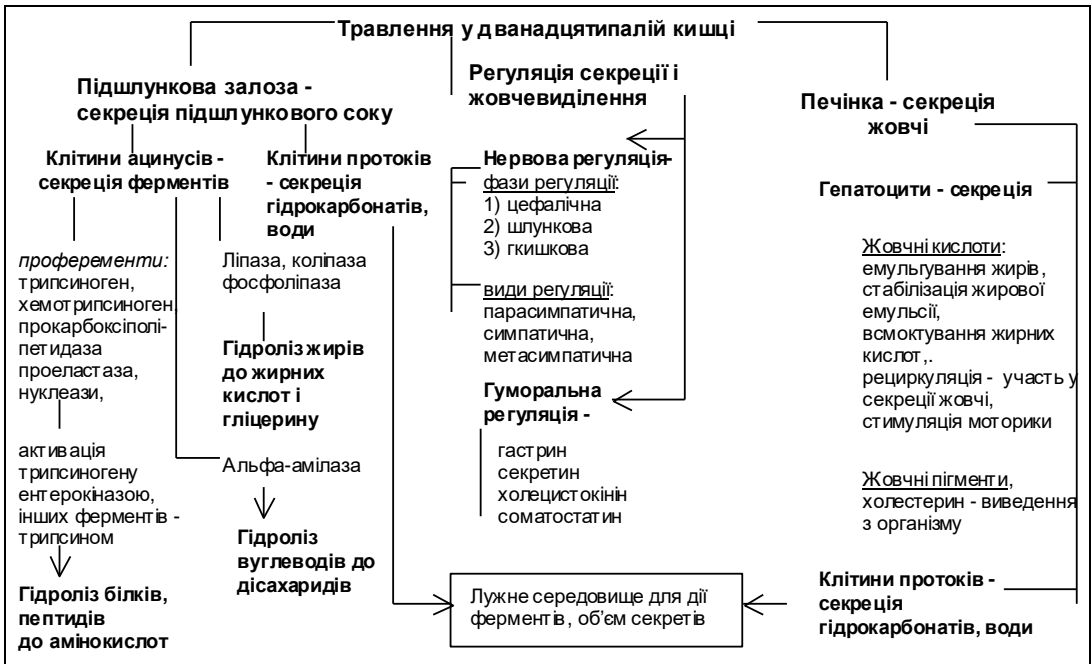 Травлення у дванадцятипалій кишці
Підшлункова залоза -
секреція підшлункового соку
Клітини ацинусів -
секреція ферментів
проферементи:
трипсиноген,
хемотрипсиноген,
прокарбоксіполі-
петидаза
проеластаза,
нуклеази,
активація
трипсиногену
ентерокіназою,
інших ферментів -
трипсином
Гідроліз білків,
пептидів
до амінокислот
Клітини протоків
- секреція
гідрокарбонатів,
води
Ліпаза, коліпаза
фосфоліпаза
Гідроліз жирів
до жирних
кислот і
гліцерину
Альфа-амілаза
Гідроліз
вуглеводів до
дісахаридів
Регуляція секреції і
жовчевиділення
Нервова регуляція-
фази регуляції:
1) цефалічна
2) шлункова
3) гкишкова
види регуляції:
парасимпатична,
симпатична,
метасимпатична
Гуморальна
регуляція -
гастрин
секретин
холецистокінін
соматостатин
Лужне середовище для дії
ферментів, об'єм секретів
Печінка - секреція
жовчі
Гепатоцити - секреція
Жовчні кислоти:
емульгування жирів,
стабілізація жирової
емульсії,
всмоктування жирних
кислот,.
рециркуляція - участь у
секреції жовчі,
стимуляція моторики
Жовчні пігменти,
холестерин - виведення
з організму
Клітини протоків -
секреція
гідрокарбонатів, води